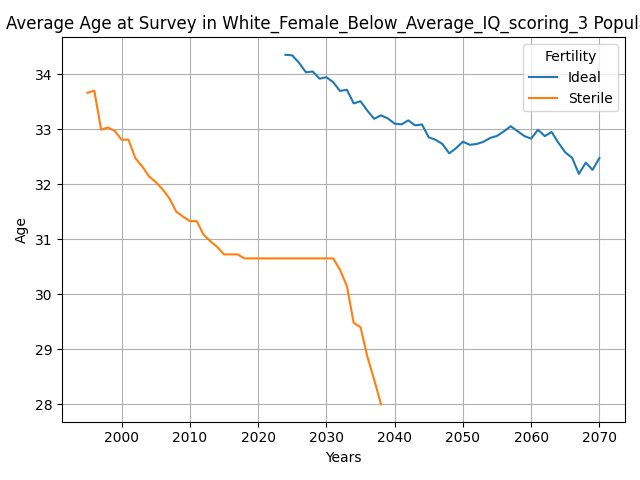 Average Age at Survey in White_Female_Below_Average_IQ_scoring_3 Popul
Fertility
Ideal
Sterile
34
33
32
31
30
29
28
Age
2000 2010 2020 2030 2040 2050 2060 2070
Years